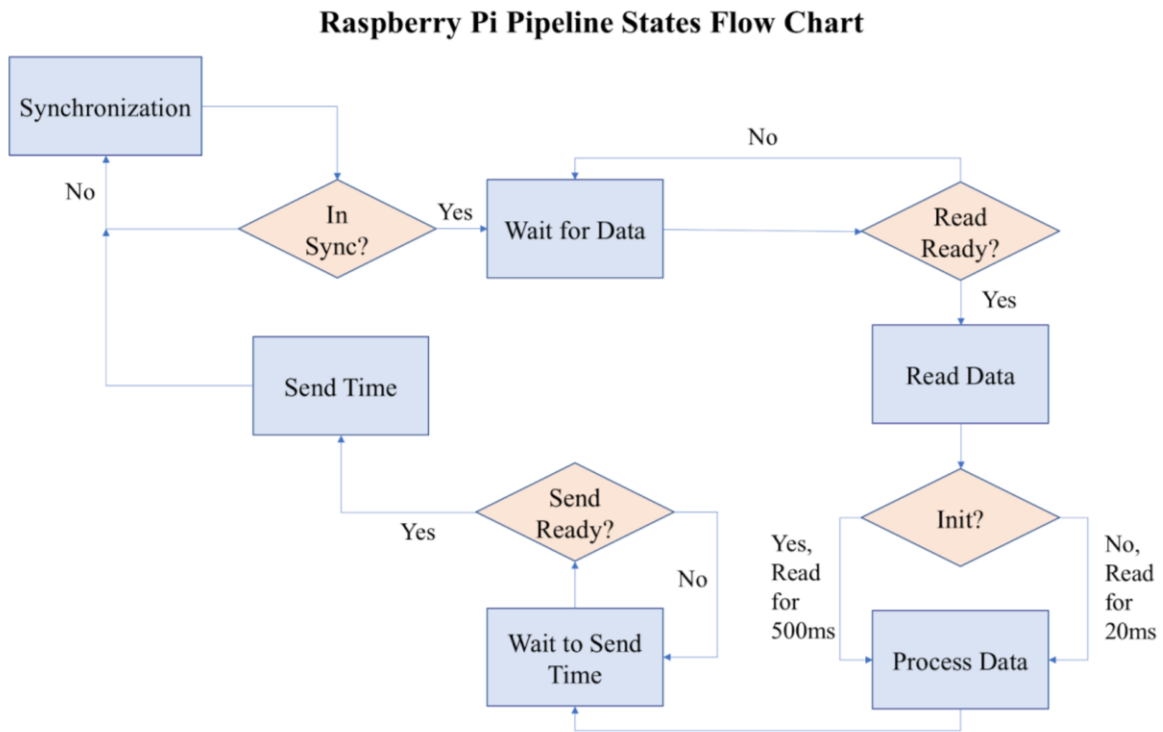 Raspberry Pi Pipeline States Flow Chart
Synchronization
No
No
In
Sync?
Yes
Wait for Data
Read
Ready?
Yes
Read Data
Send Time
Send
Ready?
Yes
No
Init?
Yes,
Read
for
500ms
No,
Read
for
20ms
Wait to Send
Time
Process Data